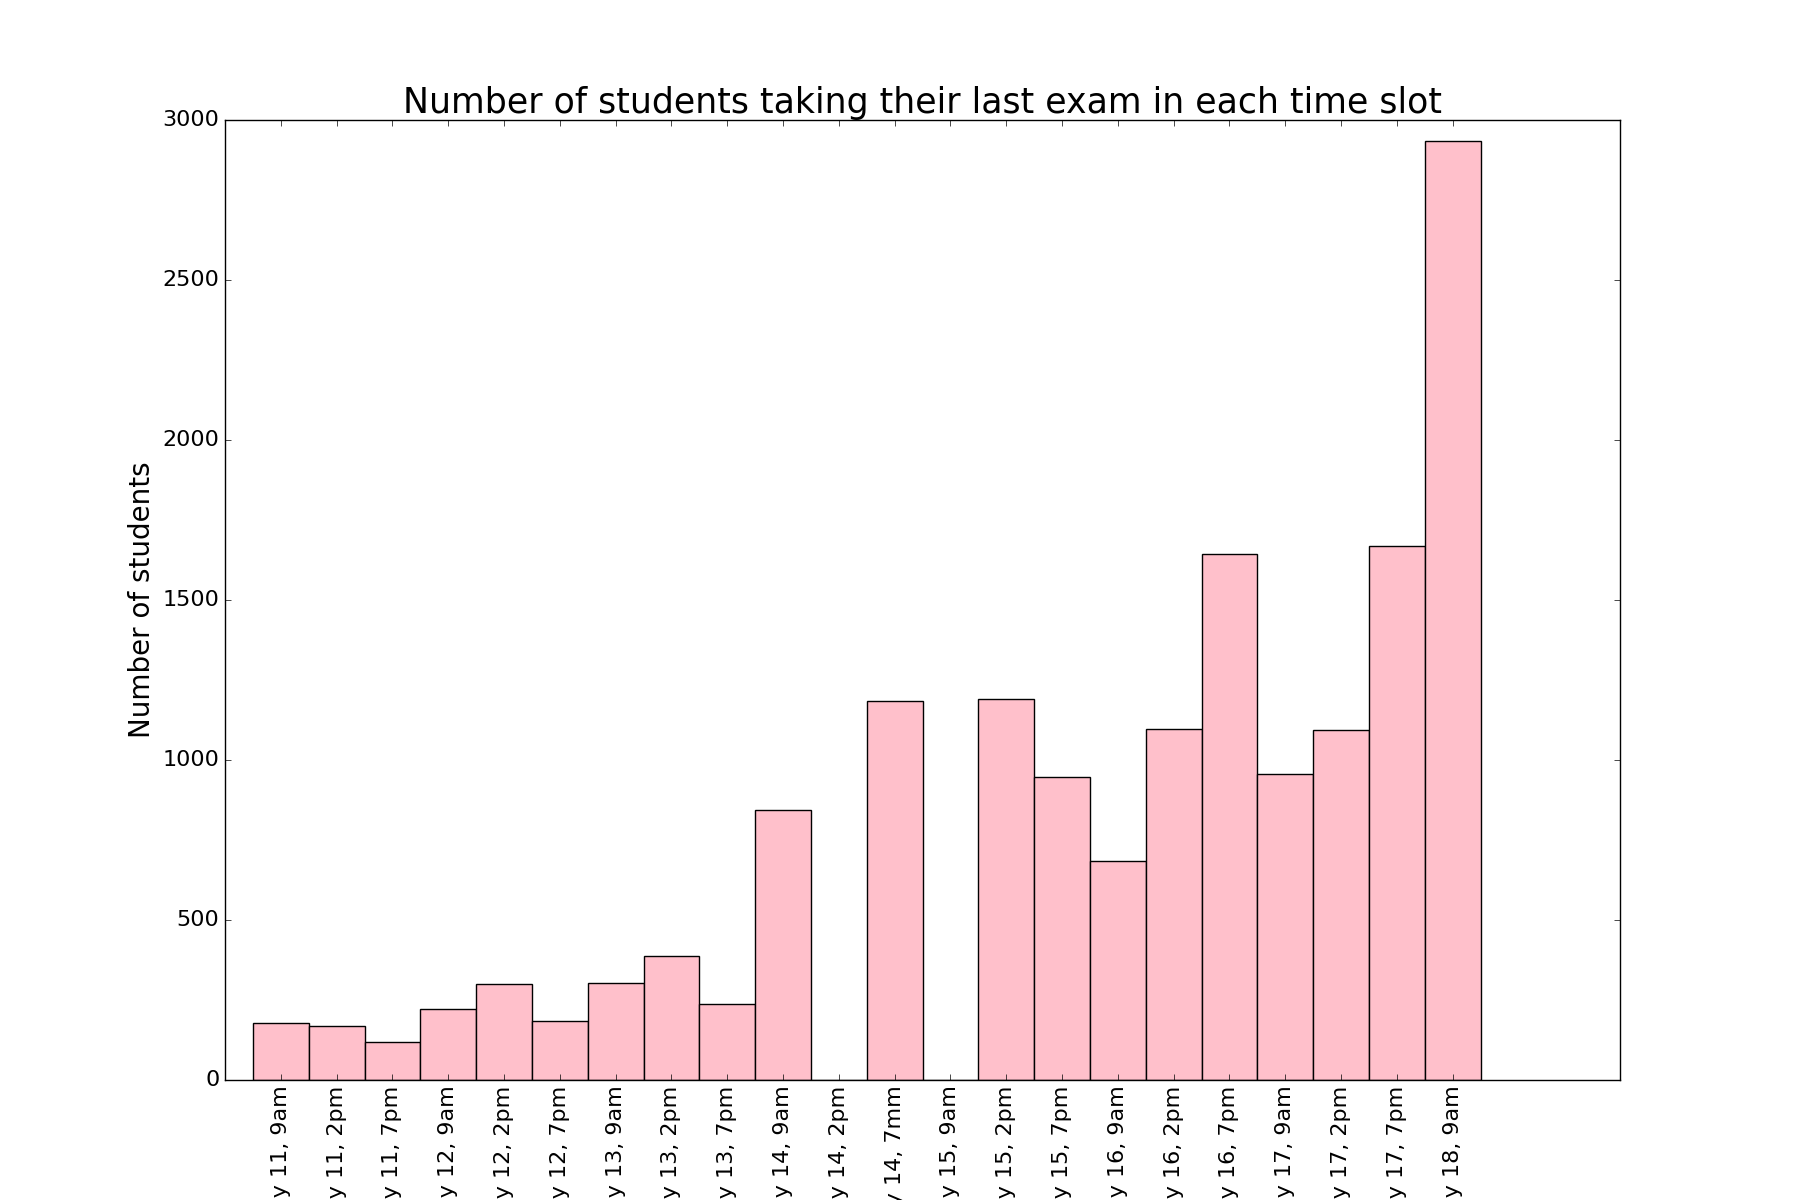 Number of students taking their last exam in each time slot
Number of students
3000
2500
2000
1500
1000
500
0
y 11, 9am
y 11, 2pm
y 11, 7pm
y 12, 9am
y 12, 2pm
y 12, 7pm
y 13, 9am
y 13, 2pm
y 13, 7pm
y 14, 9am
y 14, 2pm
y 14, 7mm
y 15, 9am
y 15, 2pm
y 15, 7pm
y 16, 9am
y 16, 2pm
y 16, 7pm
y 17, 9am
y 17, 2pm
y 17, 7pm
y 18, 9am